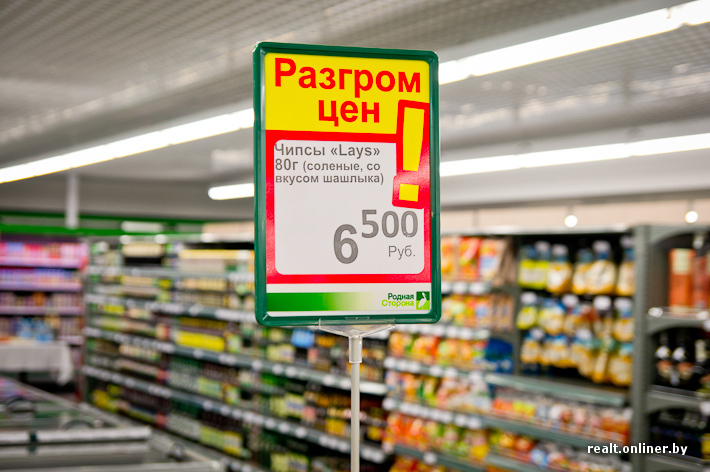 Разгром
цен
!
Чипсы «Lays»
80г (соленые, со
вкусом шашлыка)
6 500
Руб.
Родная
Сторона
realt.onliner.by